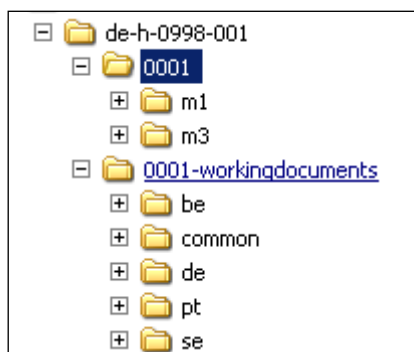 de-h-0998-001
0001
m1
m3
0001-workingdocuments
be
common
de
pt
se